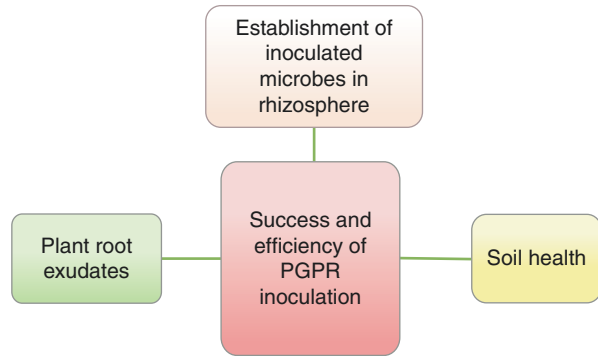 Establishment of
inoculated
microbes in
rhizosphere
Plant root
exudates
Success and
efficiency of
PGPR
inoculation
Soil health